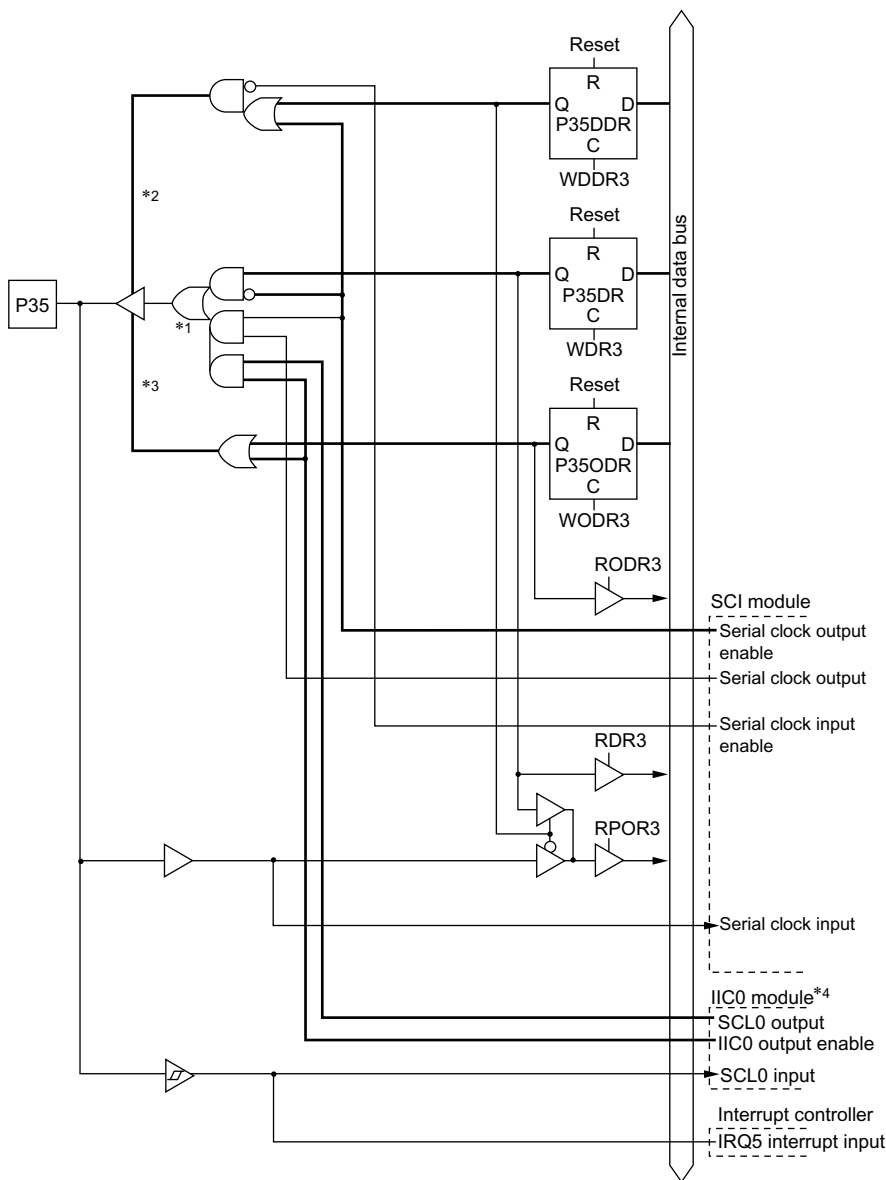 Reset
R
Q D
P35DDR
C
WDDR3
*2
Reset
R
Q D
P35DR
C
WDR3
Internal data bus
P35
*1
*3
Reset
R
Q D
P35ODR
C
WODR3
RODR3
SCI module
Serial clock output
enable
Serial clock output
Serial clock input
enable
RDR3
RPOR3
Serial clock input
IIC0 module*4
SCL0 output
IIC0 output enable
SCL0 input
Interrupt controller
IRQ5 interrupt input